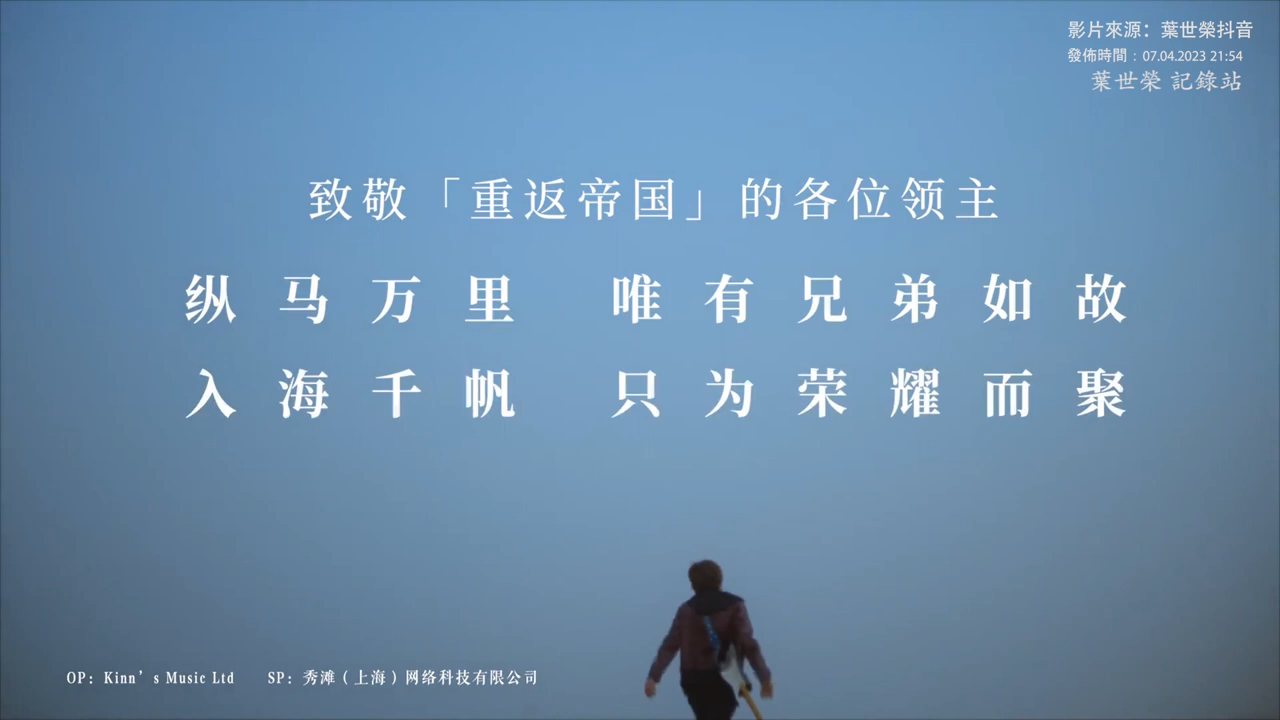 影片來源：葉世榮抖音
發佈時間：07.04.2023 21:54
葉世榮 記錄站
致敬「重返帝国」的各位领主
纵马万里 唯有兄弟如故
入海千帆 只为荣耀而聚
OP：Kinn’s Music Ltd SP：秀滩（上海）网络科技有限公司